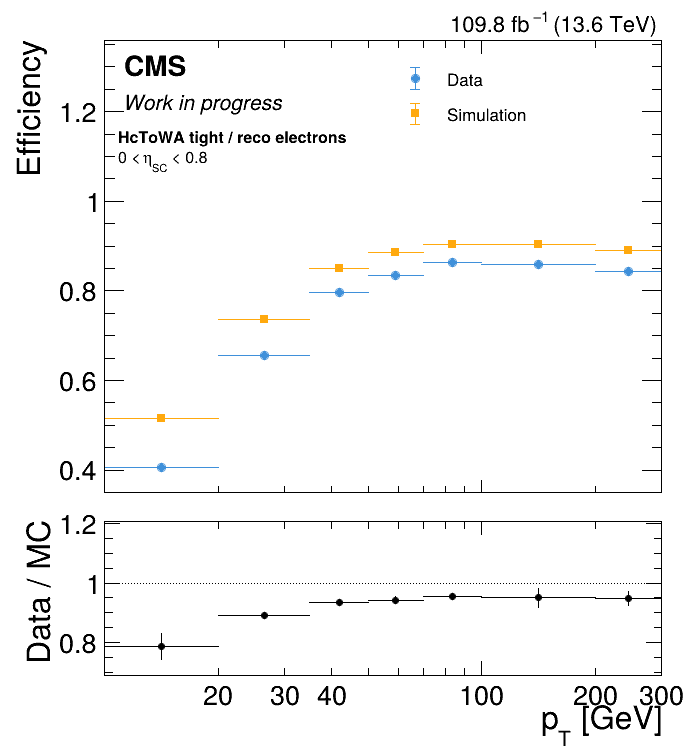 109.8 fb⁻¹ (13.6 TeV)
Efficiency
CMS
Work in progress
HcToWA tight / reco electrons
0 < η_SC < 0.8
Data
Simulation
1.2
1
0.8
0.6
0.4
Data / MC
1.2
1
0.8
20 30 40 100 200 300
p_T [GeV]